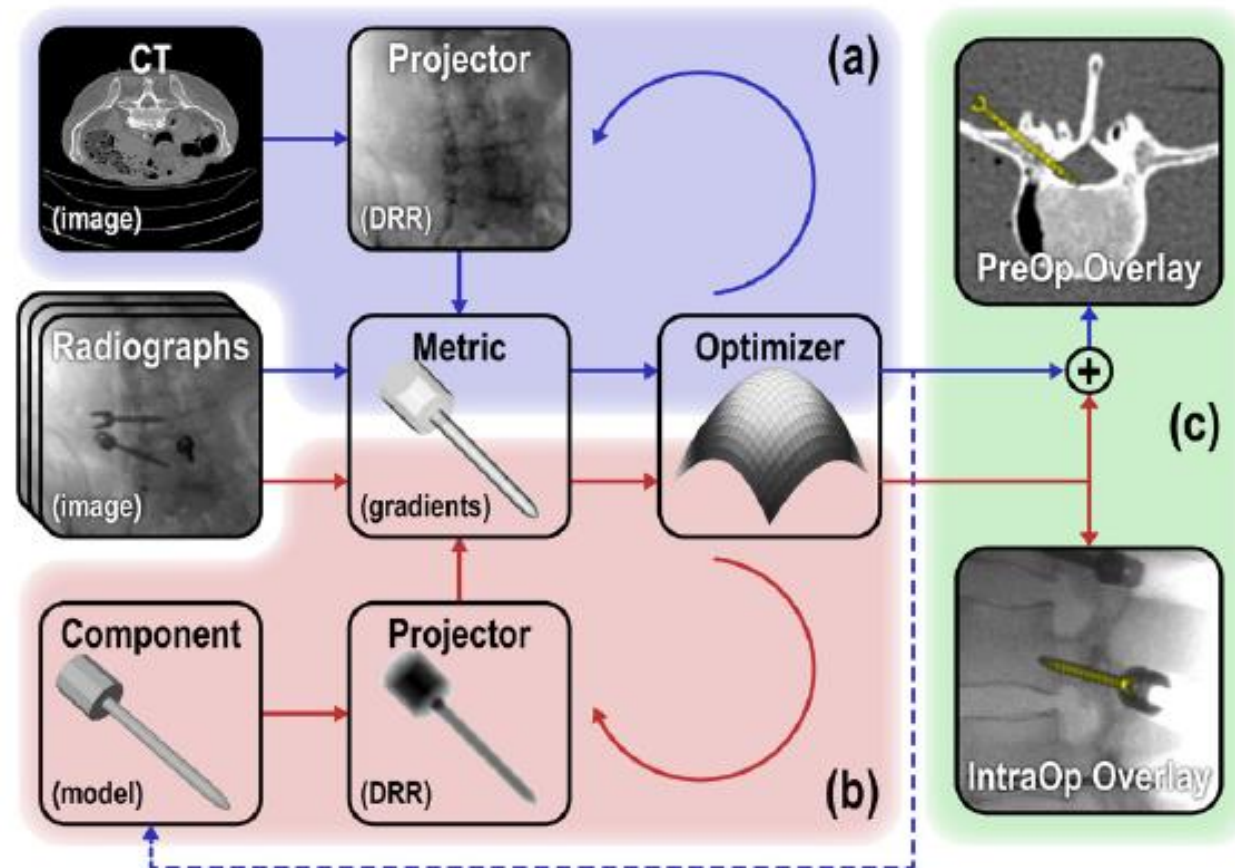 CT
(image)
Projector
(DRR)
(a)
PreOp Overlay
Radiographs
(image)
Metric
(gradients)
Optimizer
+
(c)
Component
(model)
Projector
(DRR)
(b)
IntraOp Overlay